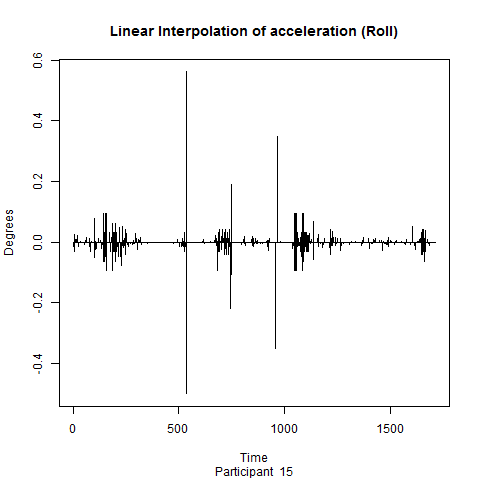 Linear Interpolation of acceleration (Roll)
0.6
0.4
0.2
0.0
-0.2
-0.4
Degrees
0 500 1000 1500
Time
Participant 15